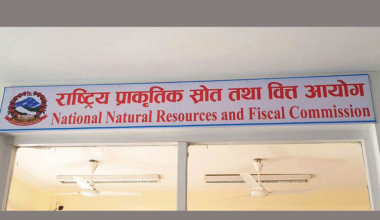 राष्ट्रिय प्राकृतिक स्रोत तथा वित्त आयोग
National Natural Resources and Fiscal Commission